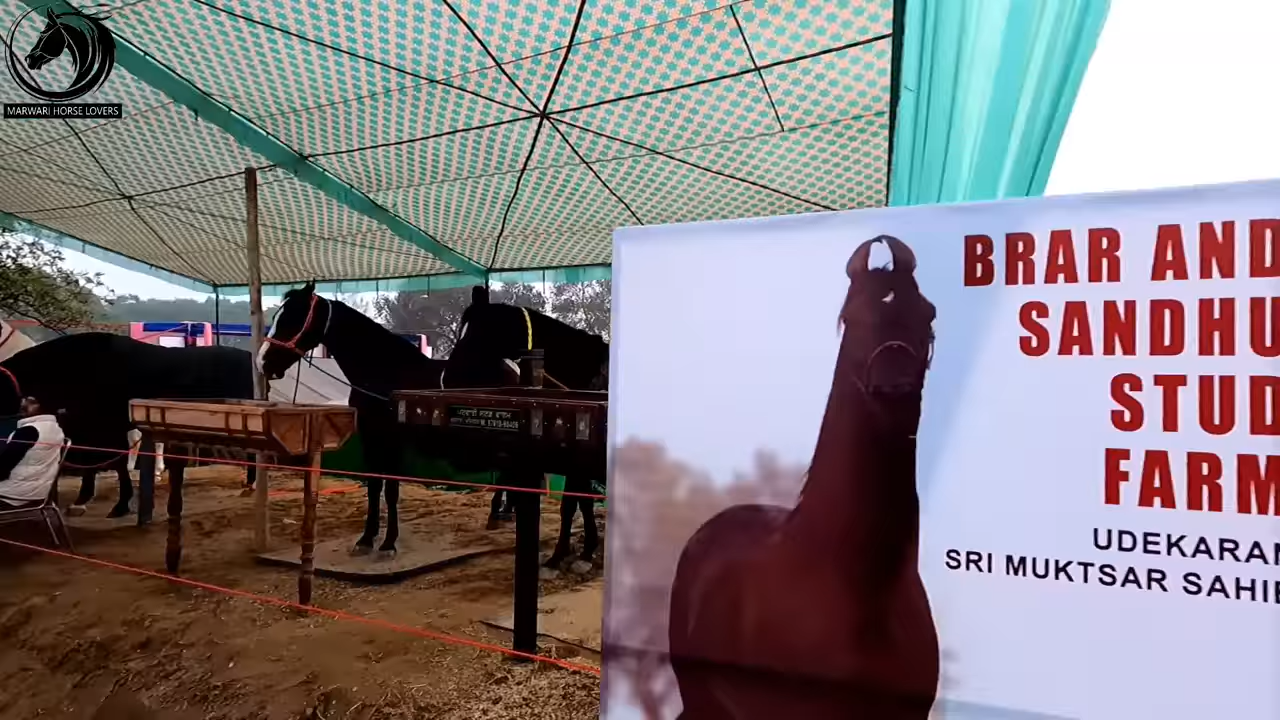 MARWARI HORSE LOVERS
BRAR AND
SANDHU
STUD
FARM
UDEKARAN
SRI MUKTSAR SAHIB